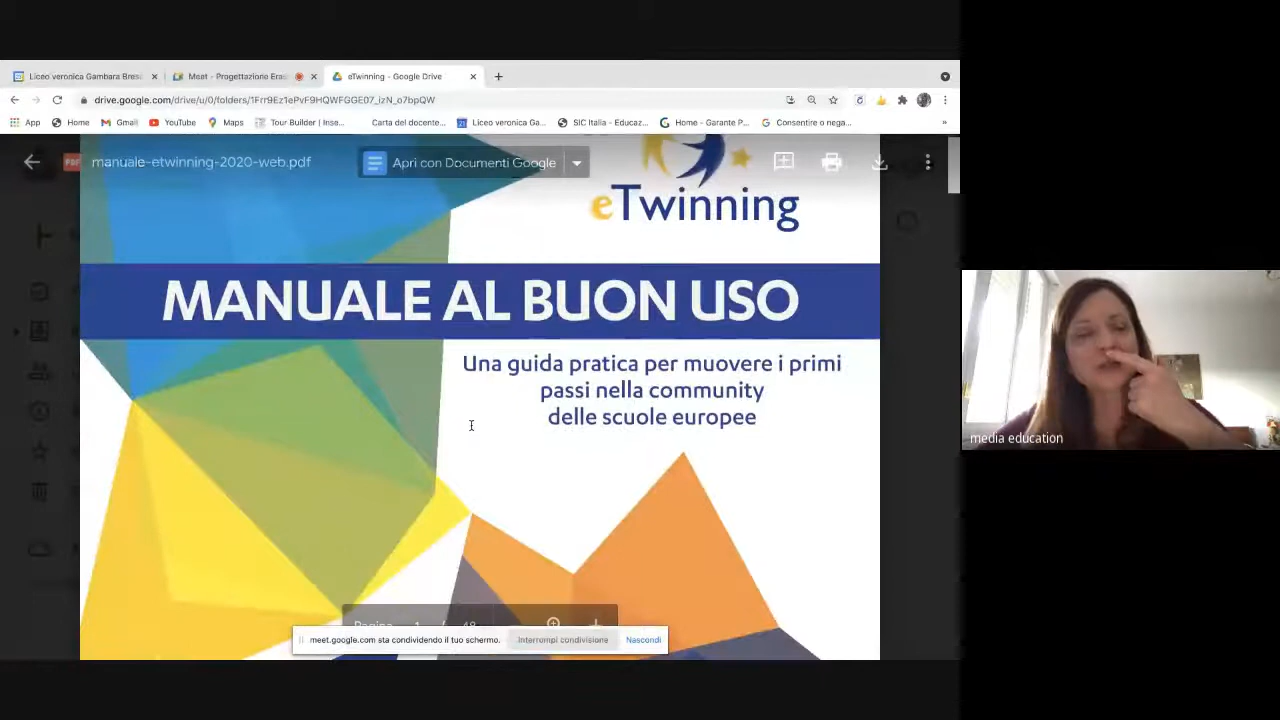 Liceo veronica Gambara Bresc
Meet - Progettazione Eras
eTwinning - Google Drive
drive.google.com/drive/u/0/folders/1Frr9Ez1ePvF9HQWFGGE07_izN_o7bpQW
App
Home
Gmail
YouTube
Maps
Tour Builder | Inse...
Carta del docente...
Liceo veronica Ga...
SIC Italia - Educaz...
Home - Garante P...
Consentire o nega...
»
PDF
manuale-etwinning-2020-web.pdf
Apri con Documenti Google
eTwinning
MANUALE AL BUON USO
Una guida pratica per muovere i primi
passi nella community
delle scuole europee
Pagina 1 / 48
meet.google.com sta condividendo il tuo schermo.
Interrompi condivisione
Nascondi
media education